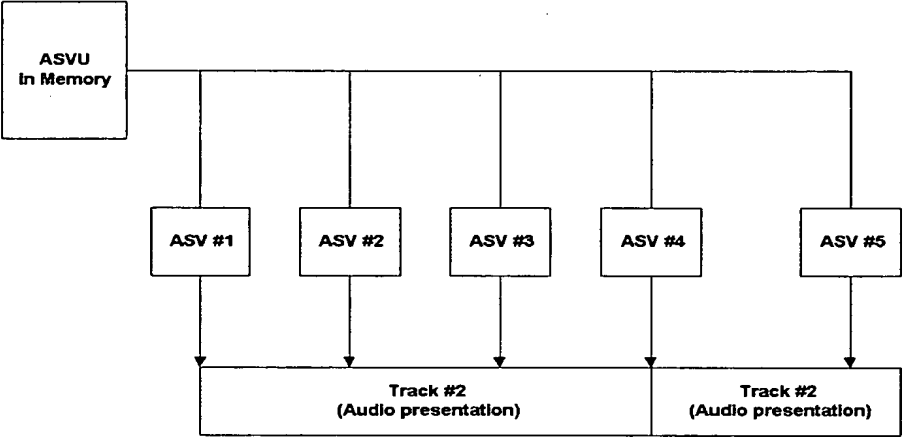 ASVU
In Memory
ASV #1
ASV #2
ASV #3
ASV #4
ASV #5
Track #2
(Audio presentation)
Track #2
(Audio presentation)